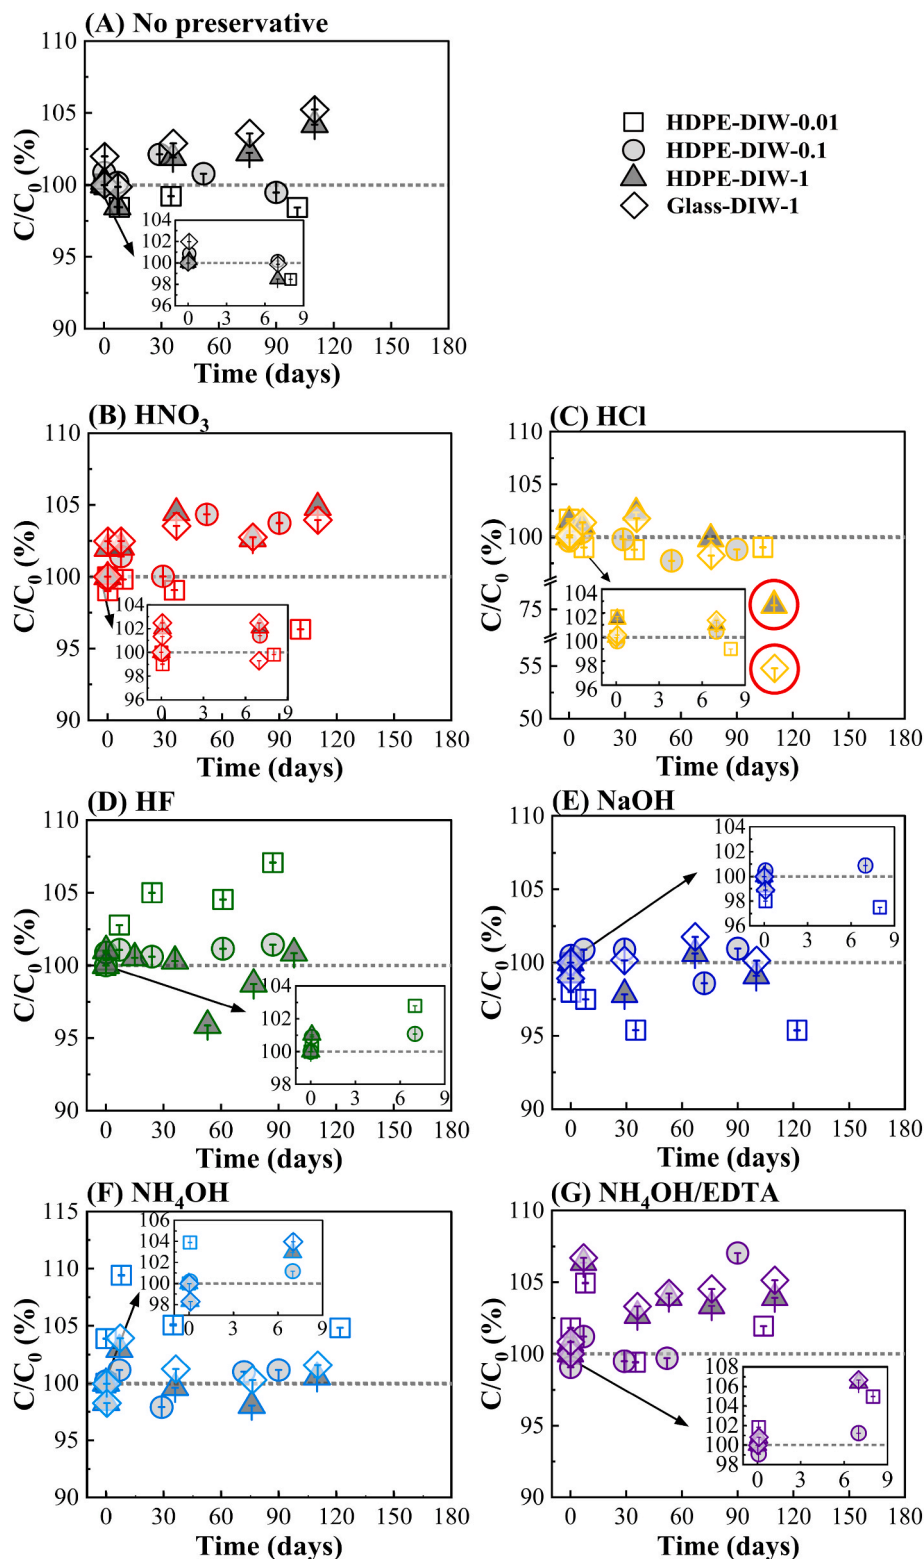 (A) No preservative
110
105
100
95
90
C/C₀ (%)
104
102
100
98
96
0 3 6 9
0 30 60 90 120 150 180
Time (days)
HDPE-DIW-0.01
HDPE-DIW-0.1
HDPE-DIW-1
Glass-DIW-1
(B) HNO₃
110
105
100
95
90
C/C₀ (%)
104
102
100
98
96
0 3 6 9
0 30 60 90 120 150 180
Time (days)
(C) HCl
110
105
100
75
55
50
C/C₀ (%)
104
102
100
98
96
0 2 4 6 8
0 30 60 90 120 150 180
Time (days)
(D) HF
110
105
100
95
90
C/C₀ (%)
104
102
100
98
0 3 6 9
0 30 60 90 120 150 180
Time (days)
(E) NaOH
110
105
100
95
90
C/C₀ (%)
104
102
100
98
96
0 2 4 6 8
0 30 60 90 120 150 180
Time (days)
(F) NH₄OH
115
110
105
100
95
90
C/C₀ (%)
106
104
102
100
98
0 3 6 9
0 30 60 90 120 150 180
Time (days)
(G) NH₄OH/EDTA
110
105
100
95
90
C/C₀ (%)
108
106
104
102
100
98
0 2 4 6 8
0 30 60 90 120 150 180
Time (days)